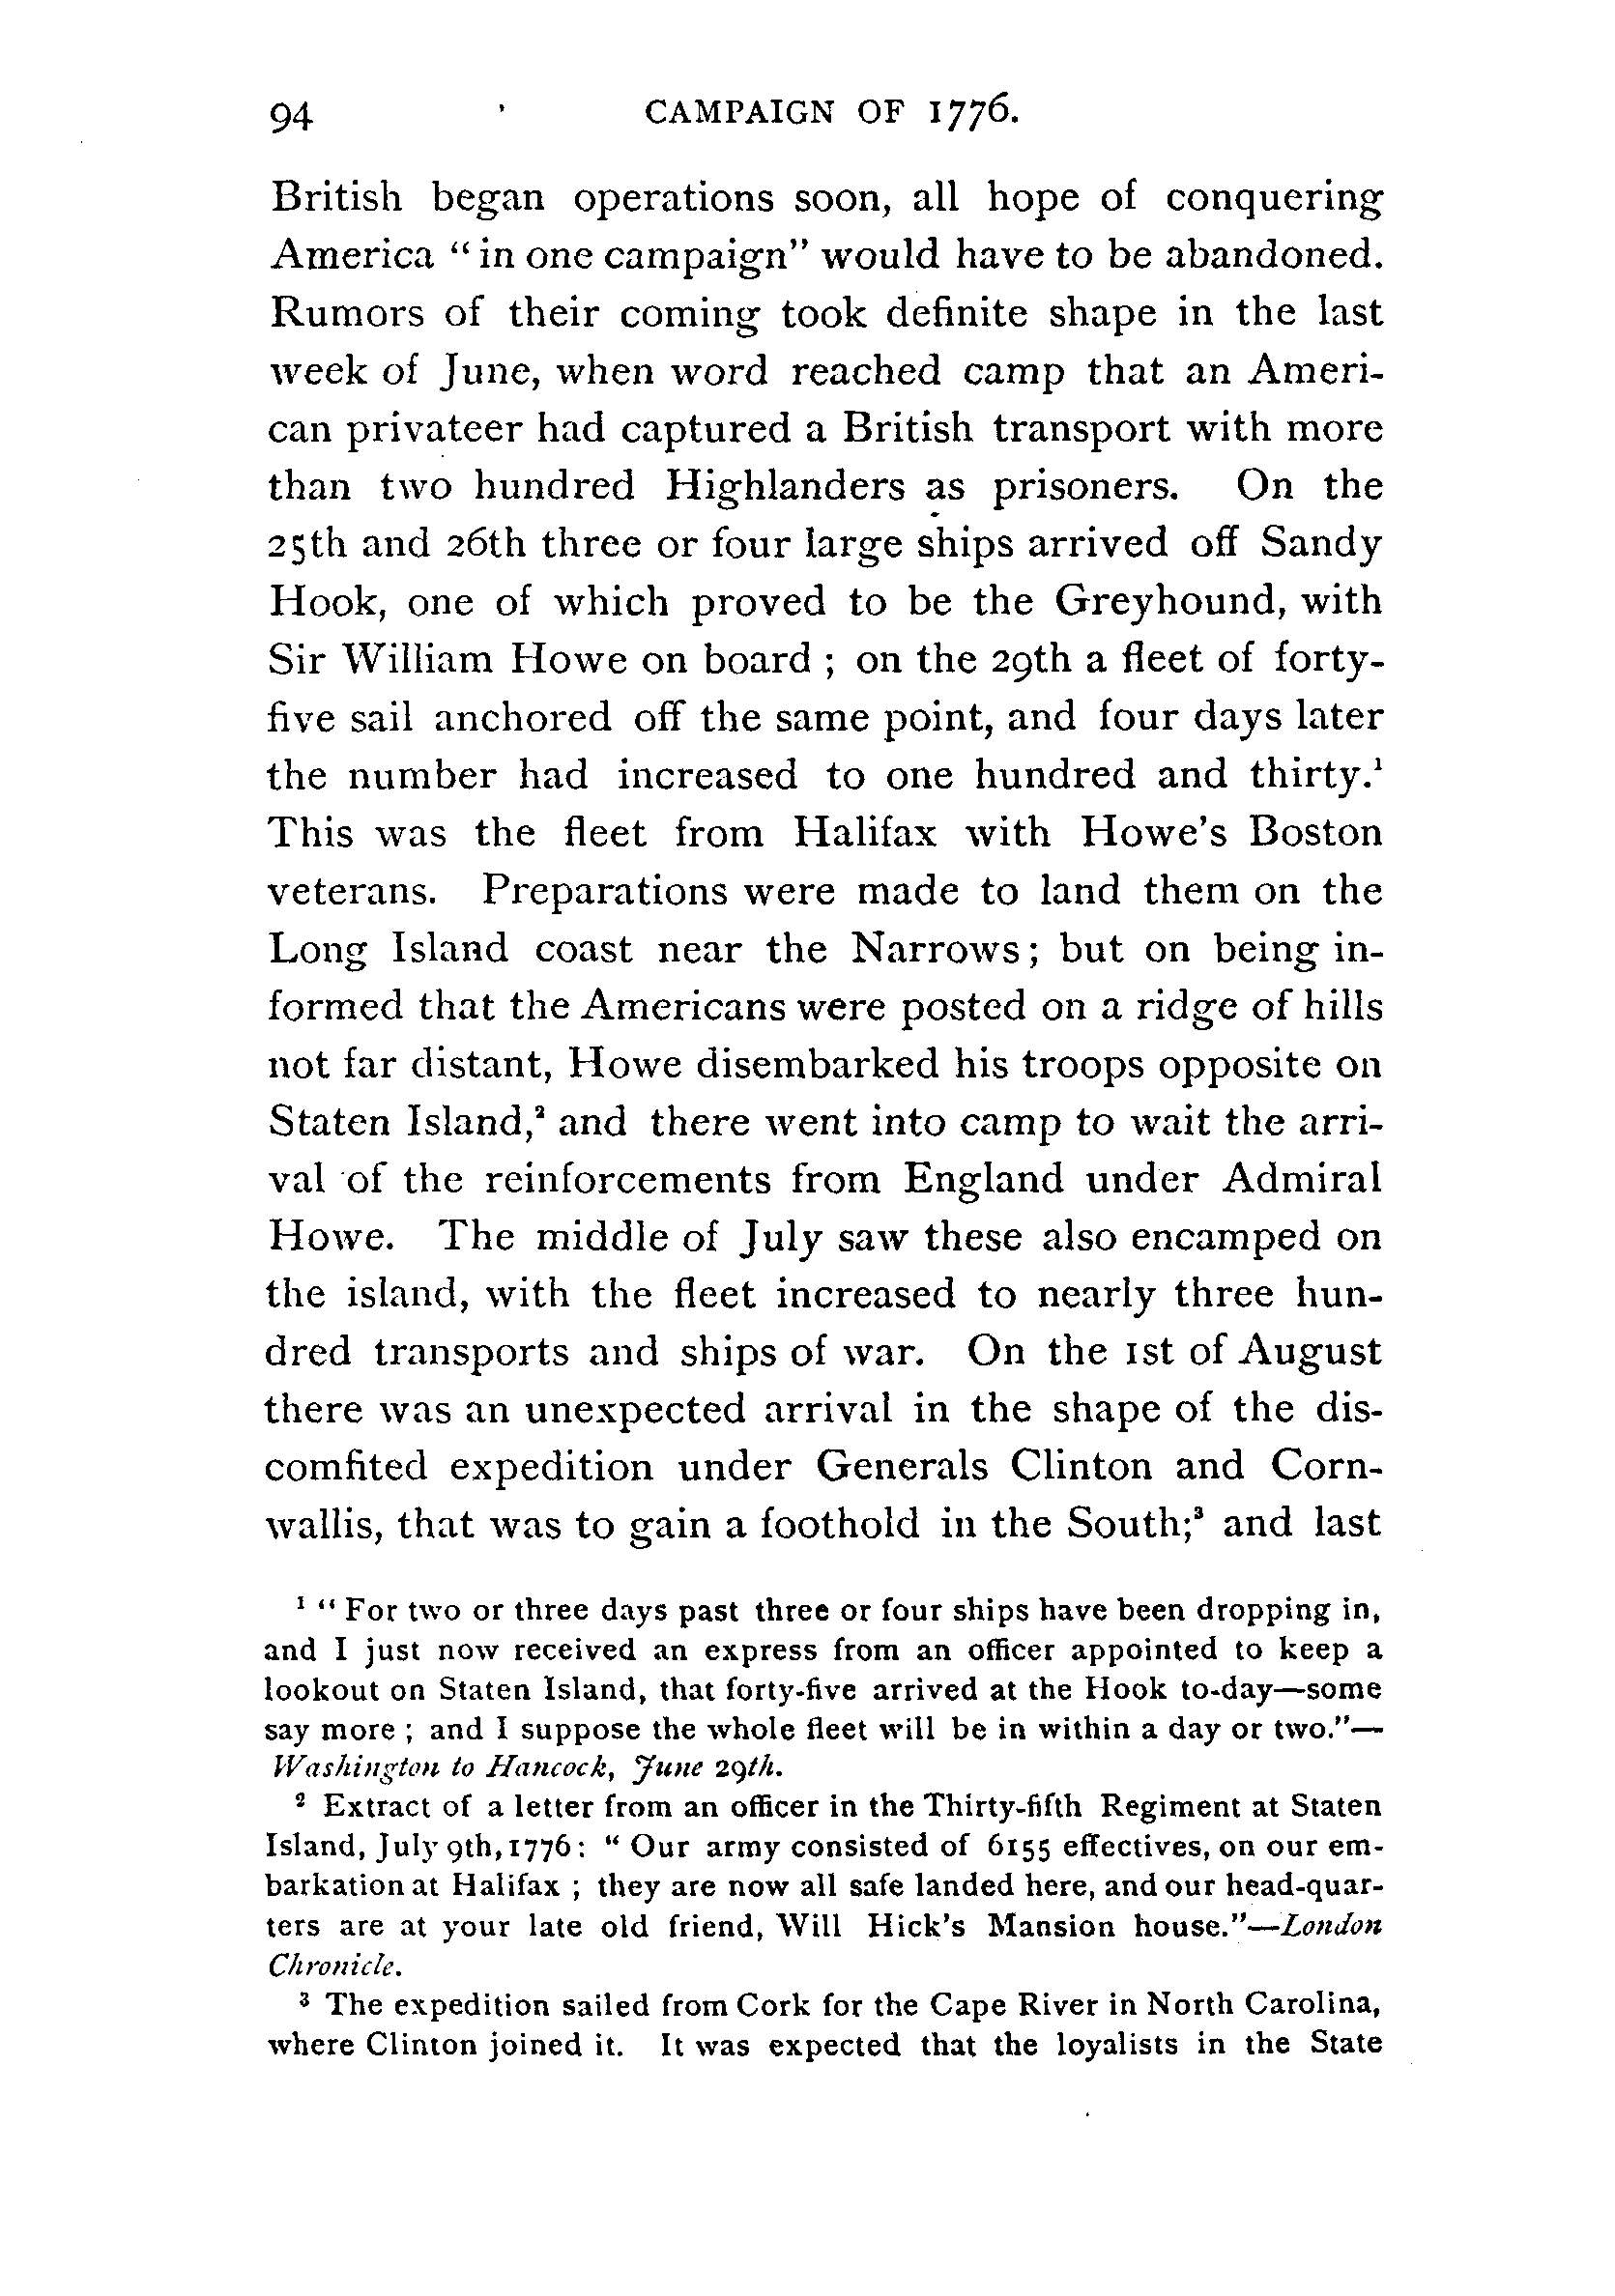 94 CAMPAIGN OF 1776.
British began operations soon, all hope of conquering
America “in one campaign” would have to be abandoned.
Rumors of their coming took definite shape in the last
week of June, when word reached camp that an Ameri-
can privateer had captured a British transport with more
than two hundred Highlanders as prisoners. On the
25th and 26th three or four large ships arrived off Sandy
Hook, one of which proved to be the Greyhound, with
Sir William Howe on board ; on the 29th a fleet of forty-
five sail anchored off the same point, and four days later
the number had increased to one hundred and thirty.¹
This was the fleet from Halifax with Howe's Boston
veterans. Preparations were made to land them on the
Long Island coast near the Narrows; but on being in-
formed that the Americans were posted on a ridge of hills
not far distant, Howe disembarked his troops opposite on
Staten Island,² and there went into camp to wait the arri-
val of the reinforcements from England under Admiral
Howe. The middle of July saw these also encamped on
the island, with the fleet increased to nearly three hun-
dred transports and ships of war. On the 1st of August
there was an unexpected arrival in the shape of the dis-
comfited expedition under Generals Clinton and Corn-
wallis, that was to gain a foothold in the South;³ and last
¹ “For two or three days past three or four ships have been dropping in,
and I just now received an express from an officer appointed to keep a
lookout on Staten Island, that forty-five arrived at the Hook to-day—some
say more ; and I suppose the whole fleet will be in within a day or two.”—
Washington to Hancock, June 29th.
² Extract of a letter from an officer in the Thirty-fifth Regiment at Staten
Island, July 9th, 1776: “Our army consisted of 6155 effectives, on our em-
barkation at Halifax ; they are now all safe landed here, and our head-quar-
ters are at your late old friend, Will Hick's Mansion house.”—London
Chronicle.
³ The expedition sailed from Cork for the Cape River in North Carolina,
where Clinton joined it. It was expected that the loyalists in the State